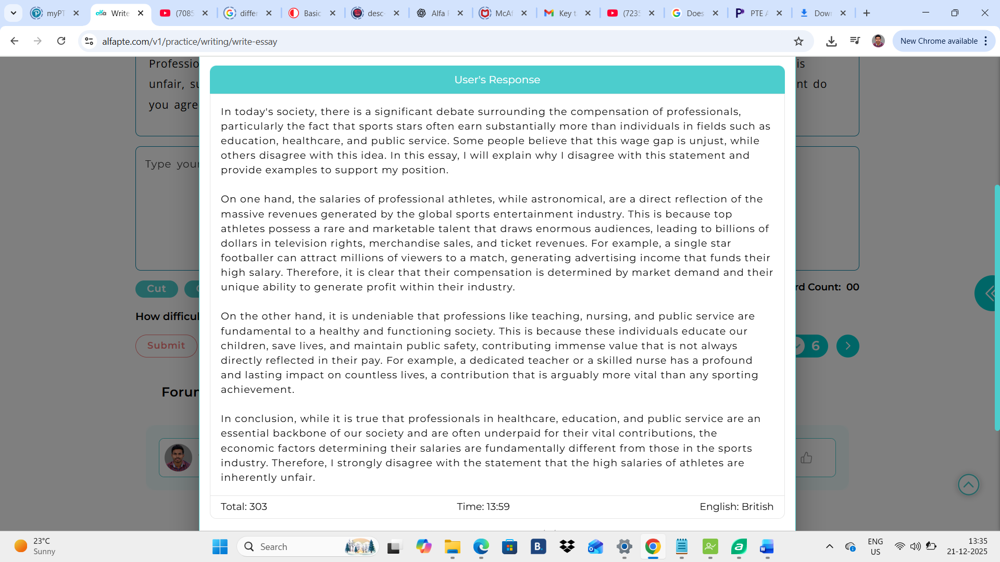 myPT
Write
(7085
differ
Basic
desc-
Alfa
McAf
Key t
(7235
Does
PTE
Down
alfapte.com/v1/practice/writing/write-essay
New Chrome available
Professio
is
unfair, su
nt do
you agre
User's Response
In today's society, there is a significant debate surrounding the compensation of professionals,
particularly the fact that sports stars often earn substantially more than individuals in fields such as
education, healthcare, and public service. Some people believe that this wage gap is unjust, while
others disagree with this idea. In this essay, I will explain why I disagree with this statement and
provide examples to support my position.
Type your
On one hand, the salaries of professional athletes, while astronomical, are a direct reflection of the
massive revenues generated by the global sports entertainment industry. This is because top
athletes possess a rare and marketable talent that draws enormous audiences, leading to billions of
dollars in television rights, merchandise sales, and ticket revenues. For example, a single star
footballer can attract millions of viewers to a match, generating advertising income that funds their
high salary. Therefore, it is clear that their compensation is determined by market demand and their
unique ability to generate profit within their industry.
Cut
rd Count: 00
How difficul
On the other hand, it is undeniable that professions like teaching, nursing, and public service are
fundamental to a healthy and functioning society. This is because these individuals educate our
children, save lives, and maintain public safety, contributing immense value that is not always
directly reflected in their pay. For example, a dedicated teacher or a skilled nurse has a profound
and lasting impact on countless lives, a contribution that is arguably more vital than any sporting
achievement.
Submit
6
Forum
In conclusion, while it is true that professionals in healthcare, education, and public service are an
essential backbone of our society and are often underpaid for their vital contributions, the
economic factors determining their salaries are fundamentally different from those in the sports
industry. Therefore, I strongly disagree with the statement that the high salaries of athletes are
inherently unfair.
Total: 303
Time: 13:59
English: British
23°C
Sunny
Search
B.
ENG
US
13:35
21-12-2025